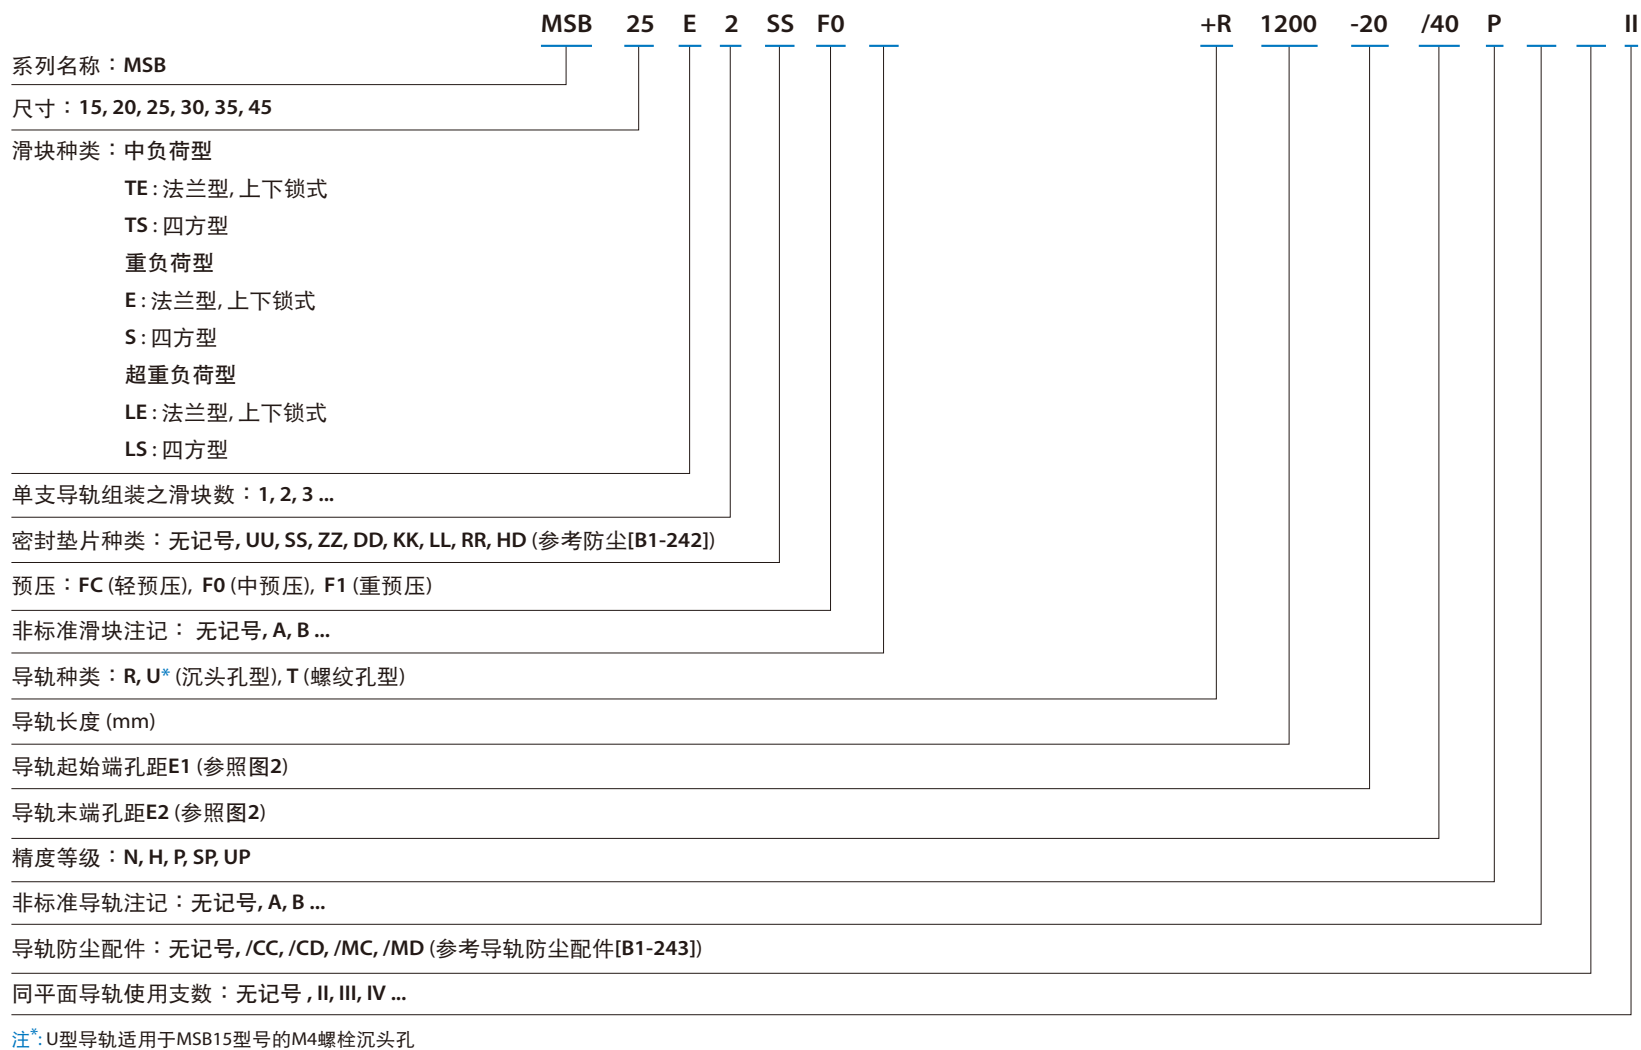 MSB 25 E 2 SS F0 +R 1200 -20 /40 P II
系列名称：MSB
尺寸：15, 20, 25, 30, 35, 45
滑块种类：中负荷型
TE : 法兰型, 上下锁式
TS : 四方型
重负荷型
E : 法兰型, 上下锁式
S : 四方型
超重负荷型
LE : 法兰型, 上下锁式
LS : 四方型
单支导轨组装之滑块数：1, 2, 3 ...
密封垫片种类：无记号, UU, SS, ZZ, DD, KK, LL, RR, HD (参考防尘[B1-242])
预压：FC (轻预压), F0 (中预压), F1 (重预压)
非标准滑块注记： 无记号, A, B ...
导轨种类：R, U* (沉头孔型), T (螺纹孔型)
导轨长度 (mm)
导轨起始端孔距E1 (参照图2)
导轨末端孔距E2 (参照图2)
精度等级：N, H, P, SP, UP
非标准导轨注记：无记号, A, B ...
导轨防尘配件：无记号, /CC, /CD, /MC, /MD (参考导轨防尘配件[B1-243])
同平面导轨使用支数：无记号 , II, III, IV ...
注*: U型导轨适用于MSB15型号的M4螺栓沉头孔